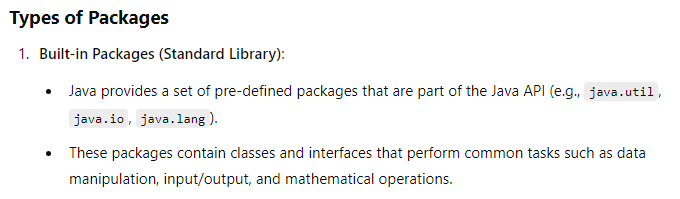 Types of Packages
1. Built-in Packages (Standard Library):
• Java provides a set of pre-defined packages that are part of the Java API (e.g., java.util,
java.io, java.lang).
• These packages contain classes and interfaces that perform common tasks such as data
manipulation, input/output, and mathematical operations.